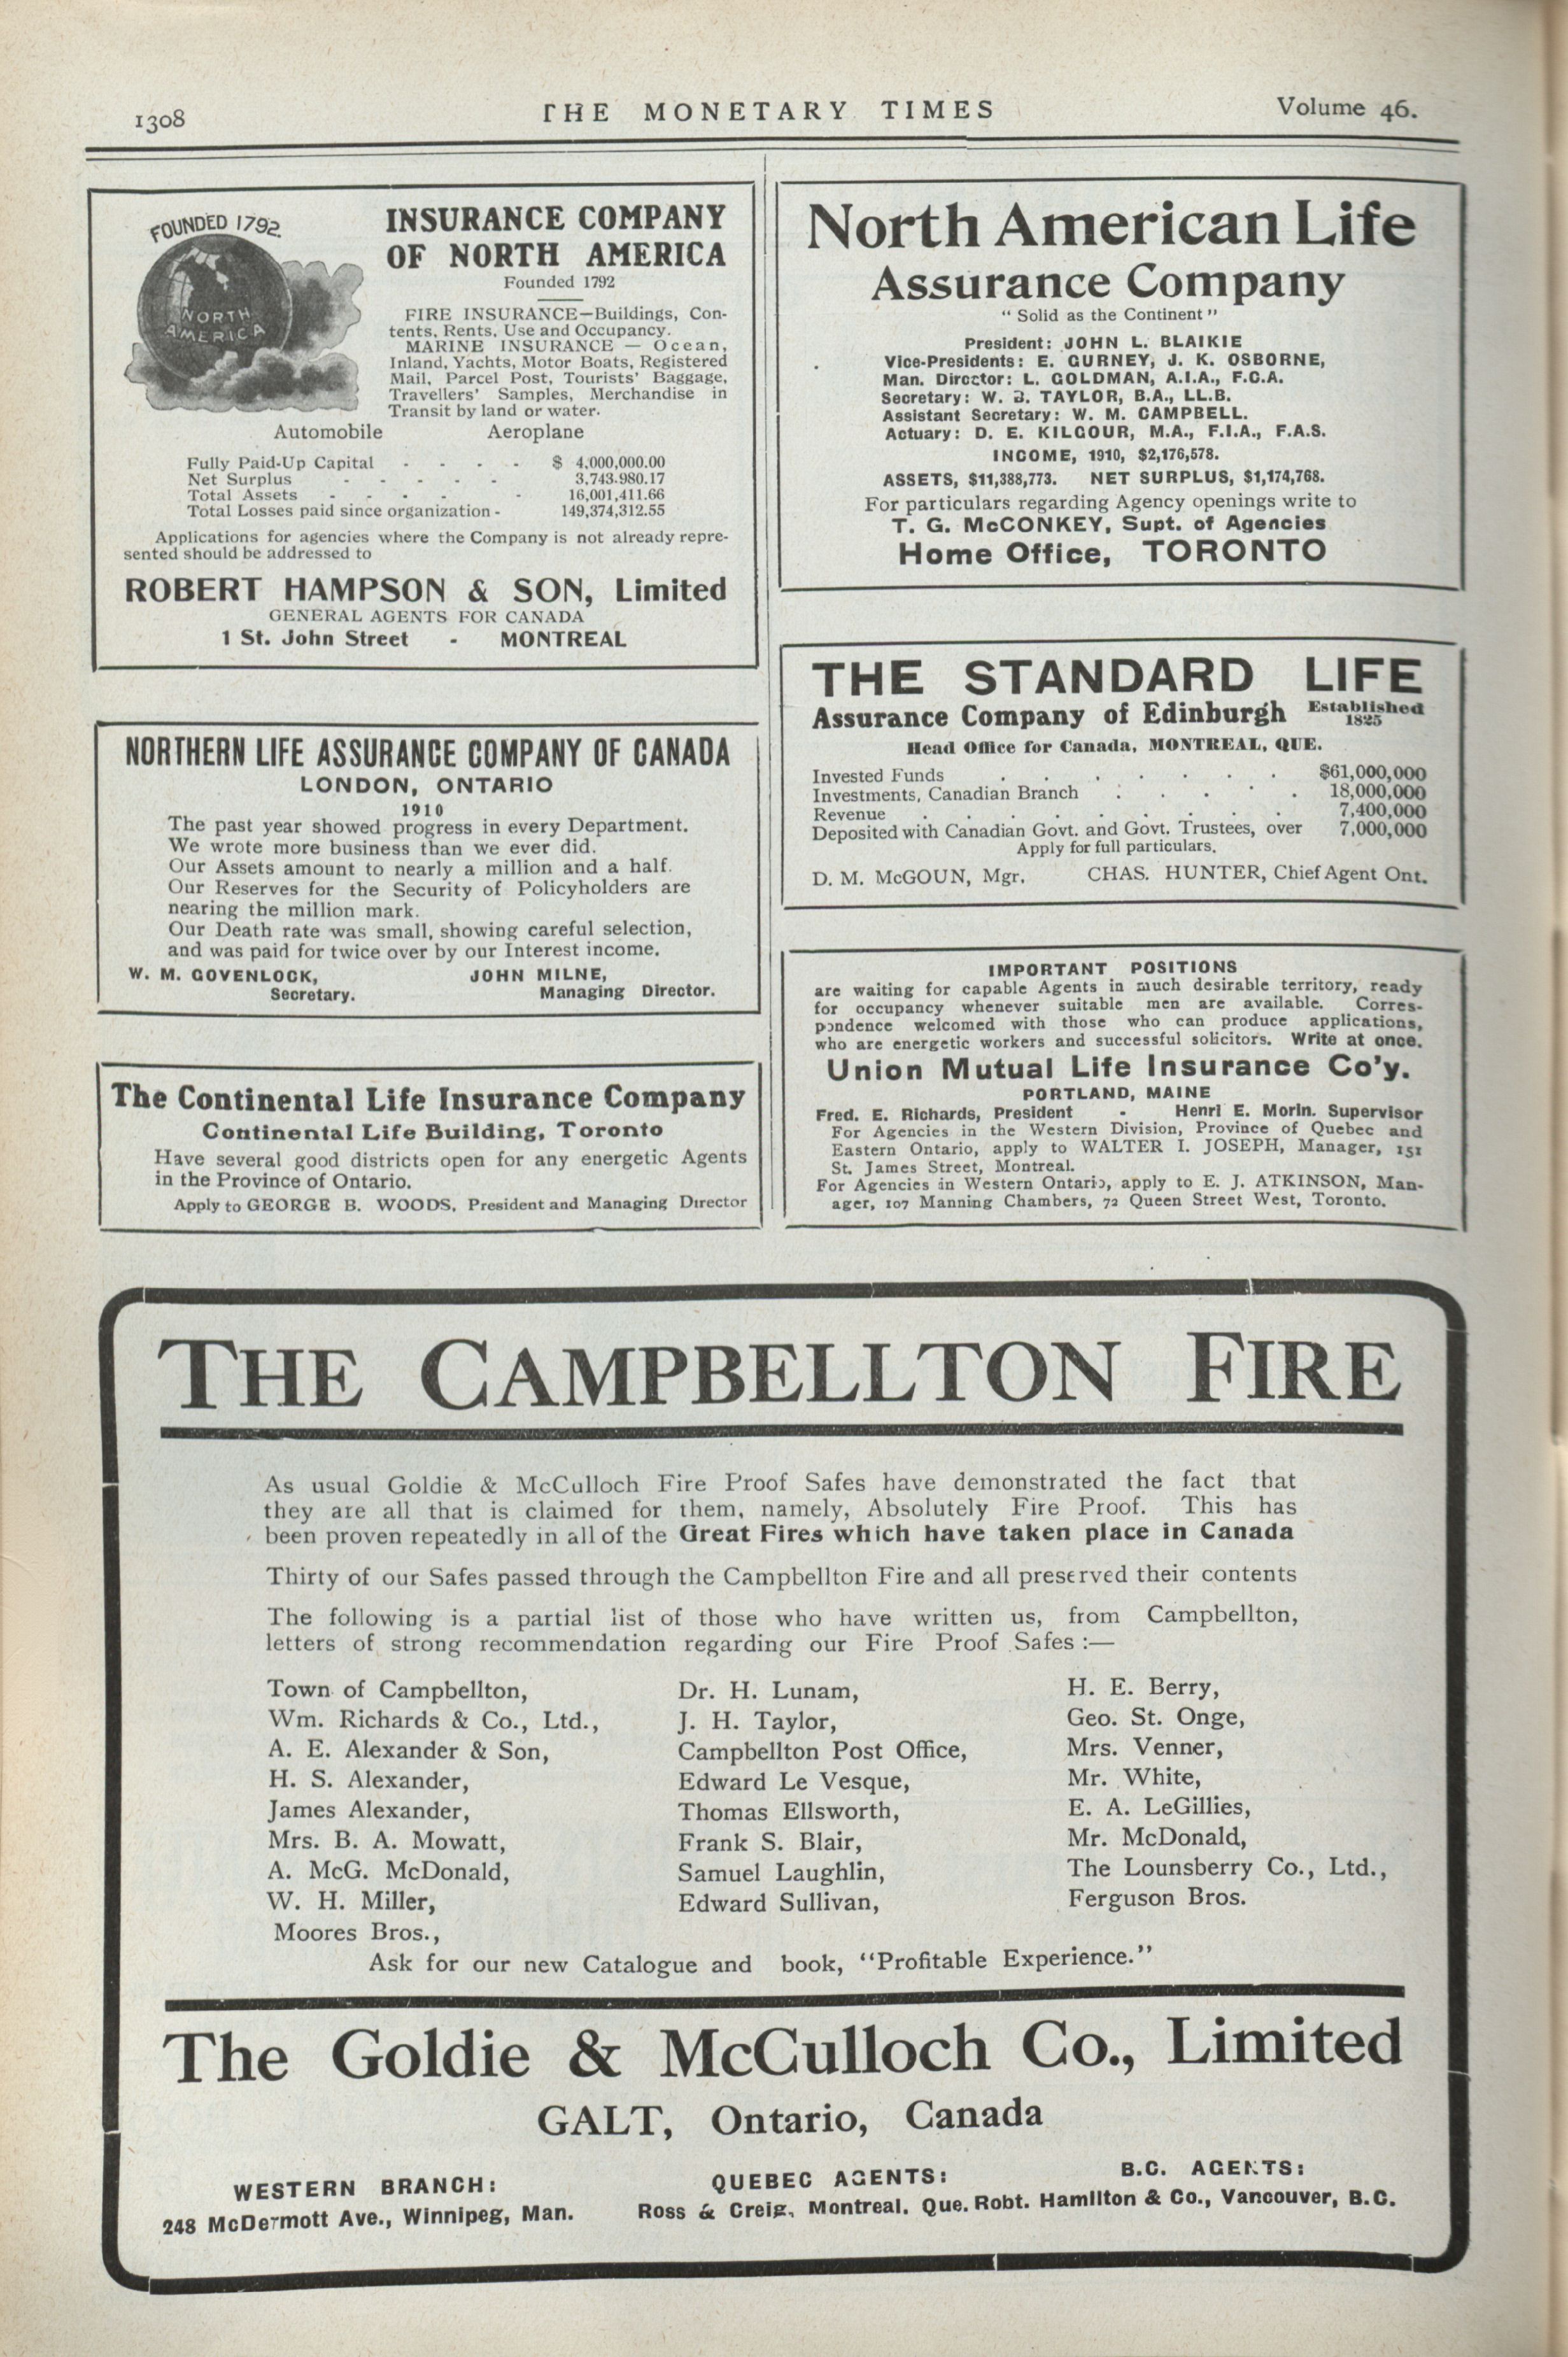 1308
THE MONETARY TIMES
Volume 46.
FOUNDED 1792
NORTH
AMERICA
INSURANCE COMPANY
OF NORTH AMERICA
Founded 1792
FIRE INSURANCE—Buildings, Con-
tents, Rents, Use and Occupancy.
MARINE INSURANCE — Ocean,
Inland, Yachts, Motor Boats, Registered
Mail, Parcel Post, Tourists' Baggage,
Travellers' Samples, Merchandise in
Transit by land or water.
Automobile Aeroplane
Fully Paid-Up Capital - - - - $ 4,000,000.00
Net Surplus - - - - - 3,743.980.17
Total Assets - - - - - 16,001,411.66
Total Losses paid since organization - 149,374,312.55
Applications for agencies where the Company is not already repre-
sented should be addressed to
ROBERT HAMPSON & SON, Limited
GENERAL AGENTS FOR CANADA
1 St. John Street - MONTREAL
NORTHERN LIFE ASSURANCE COMPANY OF CANADA
LONDON, ONTARIO
1910
The past year showed progress in every Department.
We wrote more business than we ever did.
Our Assets amount to nearly a million and a half.
Our Reserves for the Security of Policyholders are
nearing the million mark.
Our Death rate was small, showing careful selection,
and was paid for twice over by our Interest income.
W. M. GOVENLOCK, JOHN MILNE,
Secretary. Managing Director.
The Continental Life Insurance Company
Continental Life Building, Toronto
Have several good districts open for any energetic Agents
in the Province of Ontario.
Apply to GEORGE B. WOODS, President and Managing Director
North American Life
Assurance Company
" Solid as the Continent "
President: JOHN L. BLAIKIE
Vice-Presidents: E. GURNEY, J. K. OSBORNE,
Man. Director: L. GOLDMAN, A.I.A., F.C.A.
Secretary: W. B. TAYLOR, B.A., LL.B.
Assistant Secretary: W. M. CAMPBELL.
Actuary: D. E. KILGOUR, M.A., F.I.A., F.A.S.
INCOME, 1910, $2,176,578.
ASSETS, $11,388,773. NET SURPLUS, $1,174,768.
For particulars regarding Agency openings write to
T. G. McCONKEY, Supt. of Agencies
Home Office, TORONTO
THE STANDARD LIFE
Assurance Company of Edinburgh Established 1825
Head Office for Canada, MONTREAL, QUE.
Invested Funds . . . . . . . $61,000,000
Investments, Canadian Branch . . . . . 18,000,000
Revenue . . . . . . . . . 7,400,000
Deposited with Canadian Govt. and Govt. Trustees, over 7,000,000
Apply for full particulars.
D. M. McGOUN, Mgr. CHAS. HUNTER, Chief Agent Ont.
IMPORTANT POSITIONS
are waiting for capable Agents in much desirable territory, ready
for occupancy whenever suitable men are available. Corres-
pondence welcomed with those who can produce applications,
who are energetic workers and successful solicitors. Write at once.
Union Mutual Life Insurance Co'y.
PORTLAND, MAINE
Fred. E. Richards, President - Henri E. Morin. Supervisor
For Agencies in the Western Division, Province of Quebec and
Eastern Ontario, apply to WALTER I. JOSEPH, Manager, 151
St. James Street, Montreal.
For Agencies in Western Ontario, apply to E. J. ATKINSON, Man-
ager, 107 Manning Chambers, 72 Queen Street West, Toronto.
THE CAMPBELLTON FIRE
As usual Goldie & McCulloch Fire Proof Safes have demonstrated the fact that
they are all that is claimed for them, namely, Absolutely Fire Proof. This has
been proven repeatedly in all of the Great Fires which have taken place in Canada
Thirty of our Safes passed through the Campbellton Fire and all preserved their contents
The following is a partial list of those who have written us, from Campbellton,
letters of strong recommendation regarding our Fire Proof Safes :—
Town of Campbellton,
Wm. Richards & Co., Ltd.,
A. E. Alexander & Son,
H. S. Alexander,
James Alexander,
Mrs. B. A. Mowatt,
A. McG. McDonald,
W. H. Miller,
Moores Bros.,
Dr. H. Lunam,
J. H. Taylor,
Campbellton Post Office,
Edward Le Vesque,
Thomas Ellsworth,
Frank S. Blair,
Samuel Laughlin,
Edward Sullivan,
H. E. Berry,
Geo. St. Onge,
Mrs. Venner,
Mr. White,
E. A. LeGillies,
Mr. McDonald,
The Lounsberry Co., Ltd.,
Ferguson Bros.
Ask for our new Catalogue and book, "Profitable Experience."
The Goldie & McCulloch Co., Limited
GALT, Ontario, Canada
WESTERN BRANCH:
248 McDermott Ave., Winnipeg, Man.
QUEBEC AGENTS:
Ross & Creig, Montreal, Que.
B.C. AGENTS:
Robt. Hamilton & Co., Vancouver, B.C.